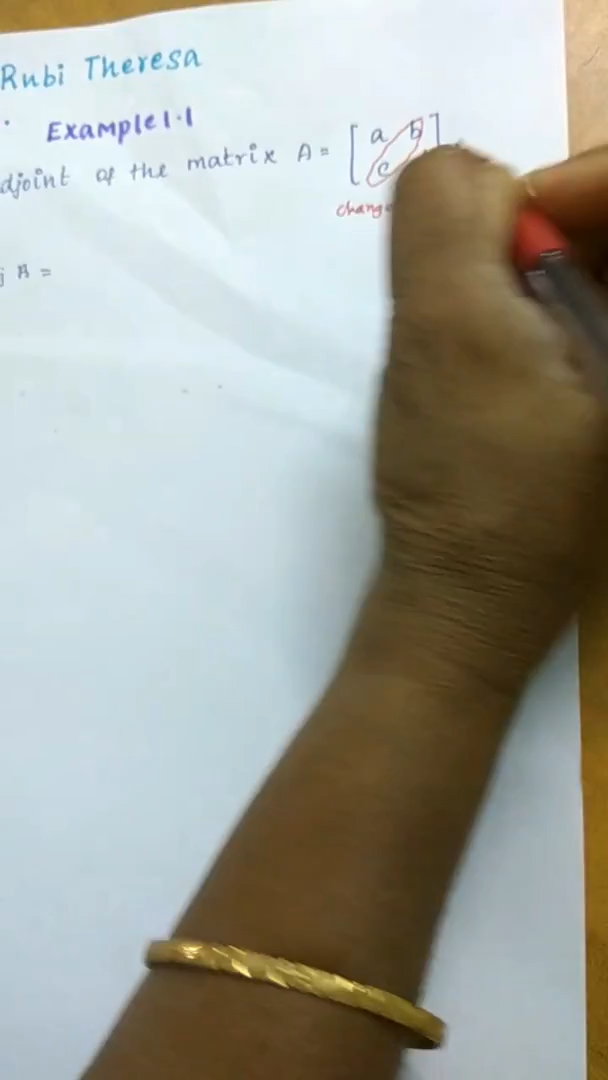 Rubi Theresa
Example 1.1
djoint of the matrix A = [ a b
c
chang
j A =